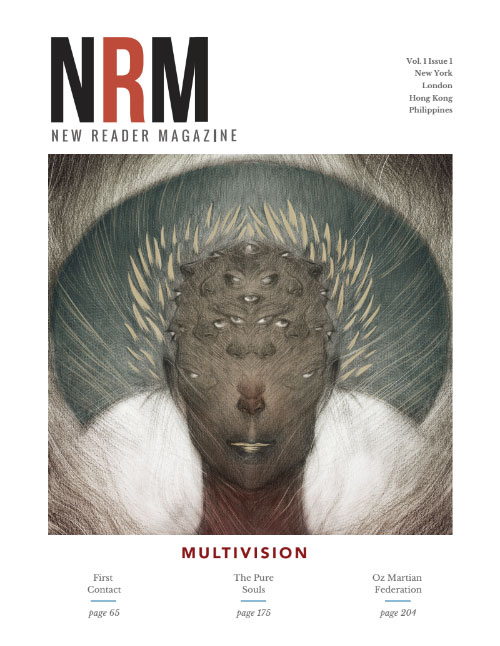 NRM
NEW READER MAGAZINE
Vol. 1 Issue 1
New York
London
Hong Kong
Philippines
MULTIVISION
First
Contact
page 65
The Pure
Souls
page 175
Oz Martian
Federation
page 204